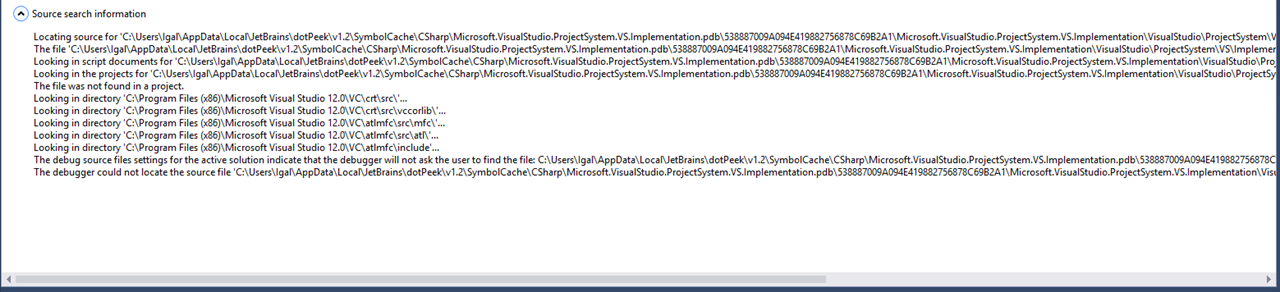 Source search information
Locating source for 'C:\Users\Igal\AppData\Local\JetBrains\dotPeek\v1.2\SymbolCache\CSharp\Microsoft.VisualStudio.ProjectSystem.VS.Implementation.pdb\538887009A094E419882756878C69B2A1\Microsoft.VisualStudio.ProjectSystem.VS.Implementation\VisualStudio\ProjectSystem\V
The file 'C:\Users\Igal\AppData\Local\JetBrains\dotPeek\v1.2\SymbolCache\CSharp\Microsoft.VisualStudio.ProjectSystem.VS.Implementation.pdb\538887009A094E419882756878C69B2A1\Microsoft.VisualStudio.ProjectSystem.VS.Implementation\VisualStudio\ProjectSystem\VS\Implemen
Looking in script documents for 'C:\Users\Igal\AppData\Local\JetBrains\dotPeek\v1.2\SymbolCache\CSharp\Microsoft.VisualStudio.ProjectSystem.VS.Implementation.pdb\538887009A094E419882756878C69B2A1\Microsoft.VisualStudio.ProjectSystem.VS.Implementation\VisualStudio\Pro
Looking in the projects for 'C:\Users\Igal\AppData\Local\JetBrains\dotPeek\v1.2\SymbolCache\CSharp\Microsoft.VisualStudio.ProjectSystem.VS.Implementation.pdb\538887009A094E419882756878C69B2A1\Microsoft.VisualStudio.ProjectSystem.VS.Implementation\VisualStudio\ProjectSy
The file was not found in a project.
Looking in directory 'C:\Program Files (x86)\Microsoft Visual Studio 12.0\VC\crt\src\'...
Looking in directory 'C:\Program Files (x86)\Microsoft Visual Studio 12.0\VC\crt\src\vccorlib\'...
Looking in directory 'C:\Program Files (x86)\Microsoft Visual Studio 12.0\VC\atlmfc\src\mfc\'...
Looking in directory 'C:\Program Files (x86)\Microsoft Visual Studio 12.0\VC\atlmfc\src\atl\'...
Looking in directory 'C:\Program Files (x86)\Microsoft Visual Studio 12.0\VC\atlmfc\include'...
The debug source files settings for the active solution indicate that the debugger will not ask the user to find the file: C:\Users\Igal\AppData\Local\JetBrains\dotPeek\v1.2\SymbolCache\CSharp\Microsoft.VisualStudio.ProjectSystem.VS.Implementation.pdb\538887009A094E419882756878C
The debugger could not locate the source file 'C:\Users\Igal\AppData\Local\JetBrains\dotPeek\v1.2\SymbolCache\CSharp\Microsoft.VisualStudio.ProjectSystem.VS.Implementation.pdb\538887009A094E419882756878C69B2A1\Microsoft.VisualStudio.ProjectSystem.VS.Implementation\Visu